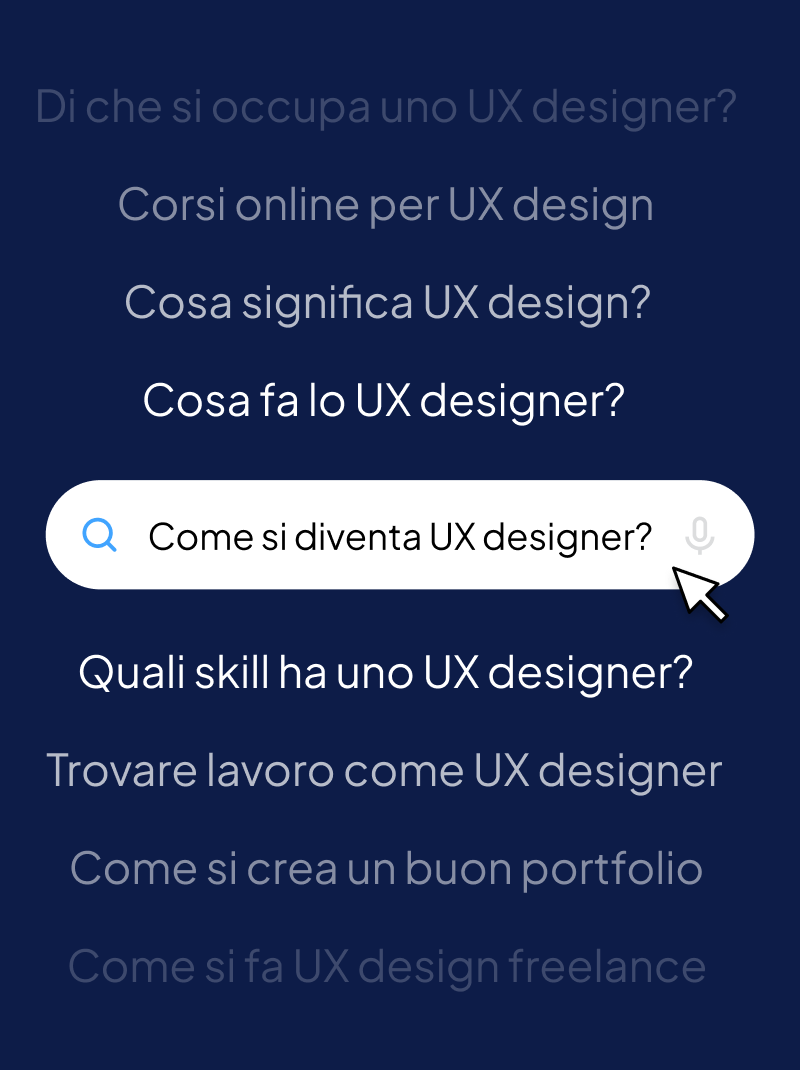 Di che si occupa uno UX designer?
Corsi online per UX design
Cosa significa UX design?
Cosa fa lo UX designer?
Come si diventa UX designer?
Quali skill ha uno UX designer?
Trovare lavoro come UX designer
Come si crea un buon portfolio
Come si fa UX design freelance